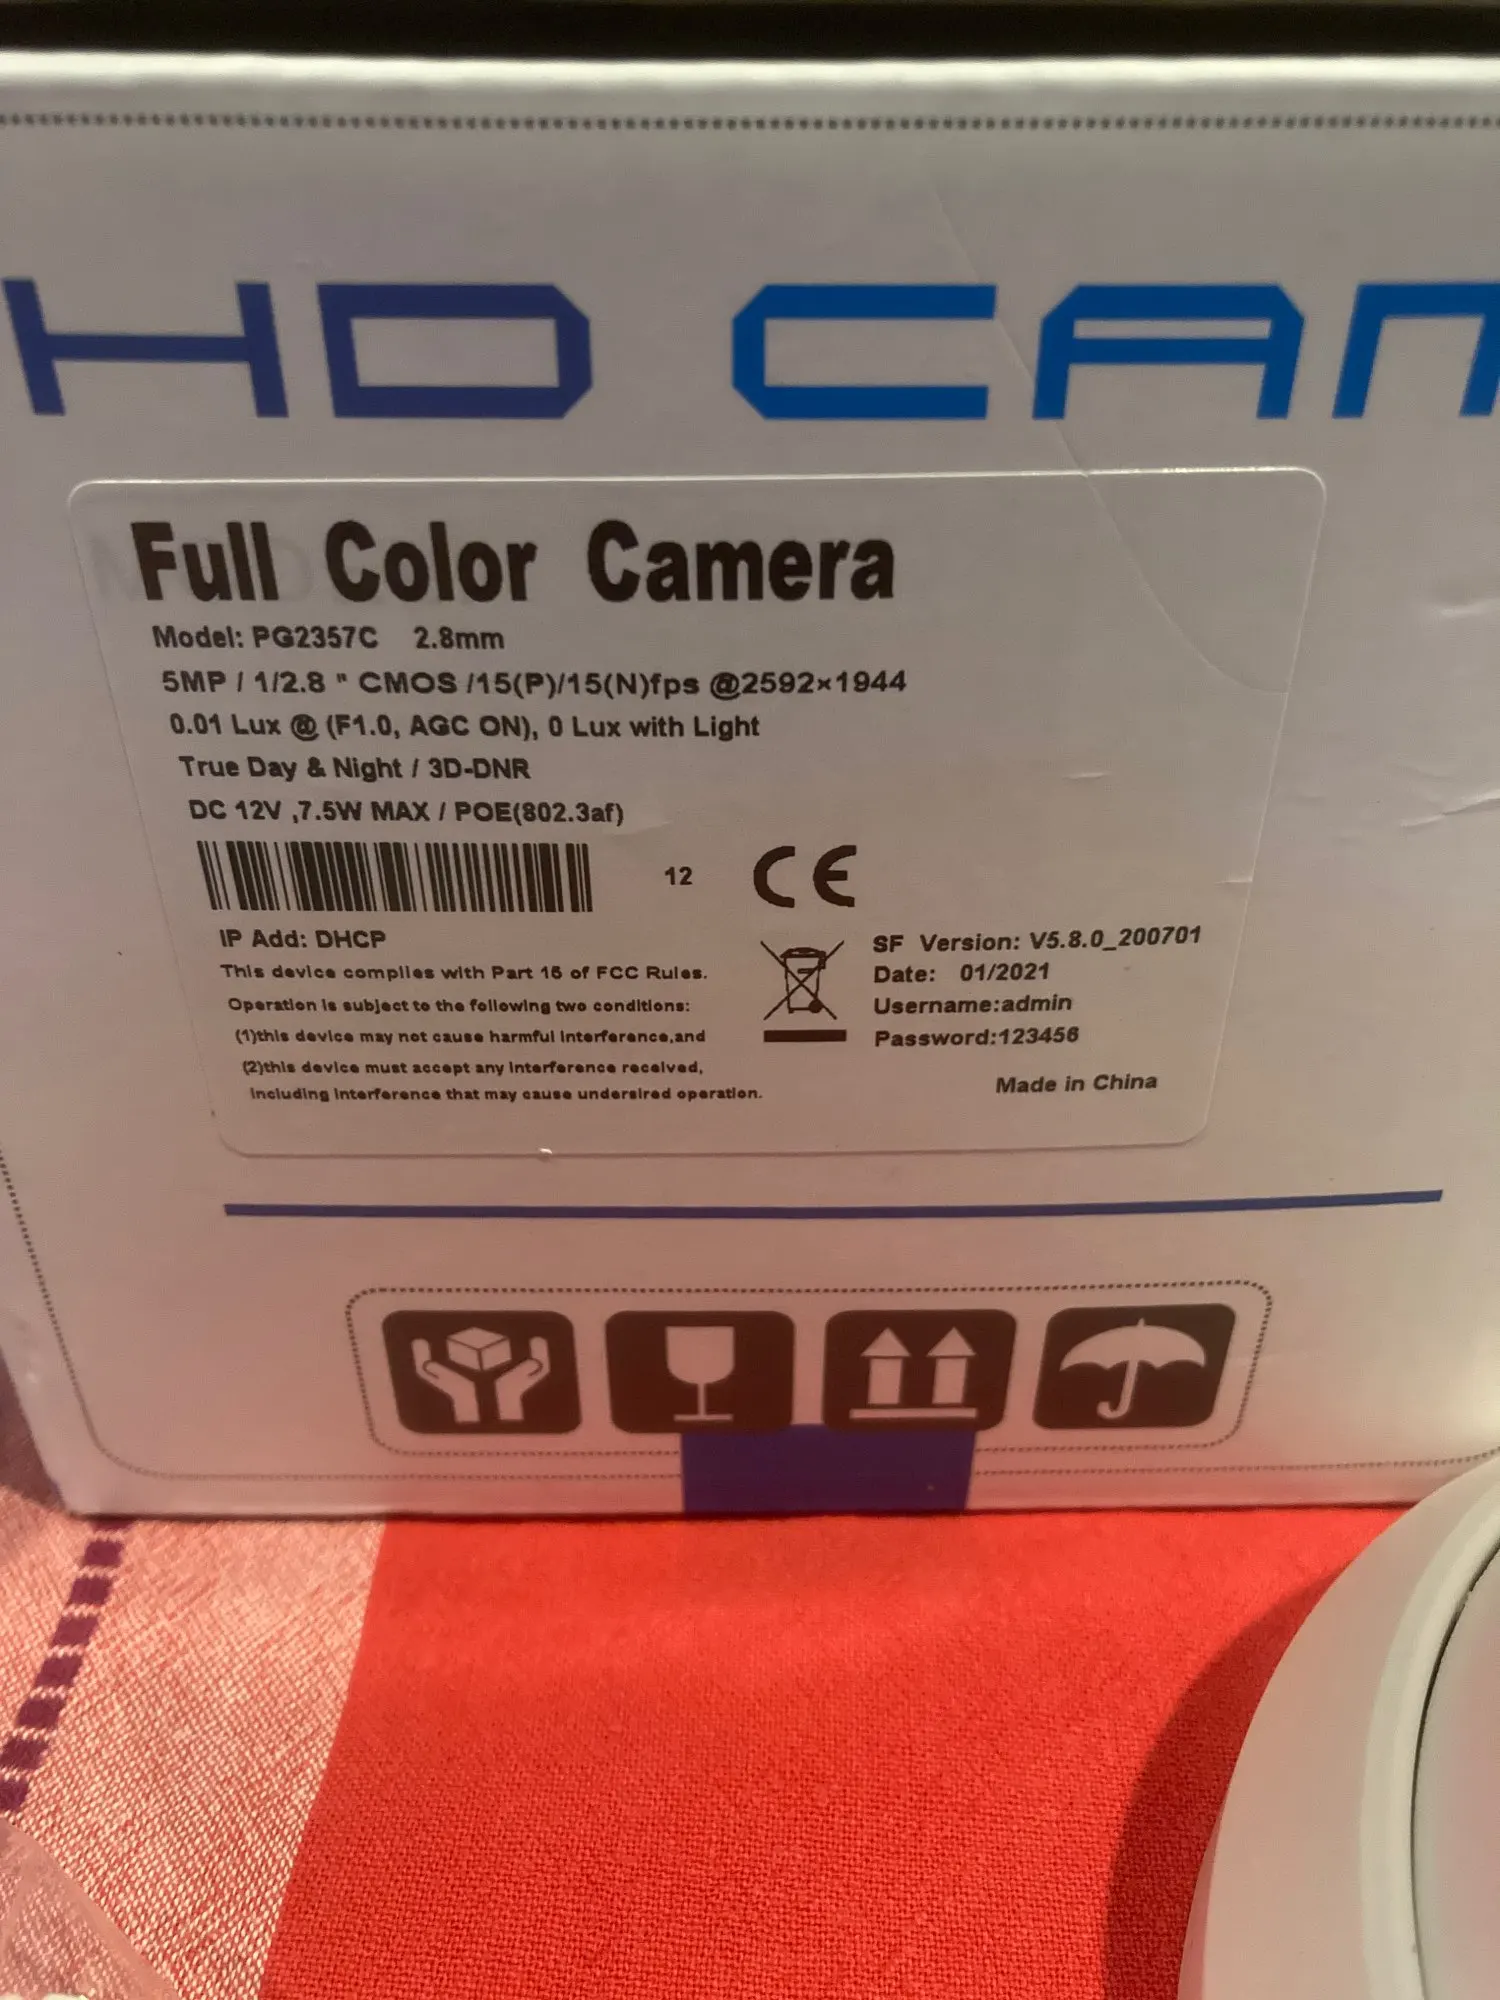 HD CAM
Full Color Camera
Model: PG2357C 2.8mm
5MP / 1/2.8 " CMOS /15(P)/15(N)fps @2592×1944
0.01 Lux @ (F1.0, AGC ON), 0 Lux with Light
True Day & Night / 3D-DNR
DC 12V ,7.5W MAX / POE(802.3af)
12 CE
IP Add: DHCP
This device complies with Part 15 of FCC Rules.
Operation is subject to the following two conditions:
(1)this device may not cause harmful interference,and
(2)this device must accept any interference received,
including interference that may cause undersired operation.
SF Version: V5.8.0_200701
Date: 01/2021
Username:admin
Password:123456
Made in China